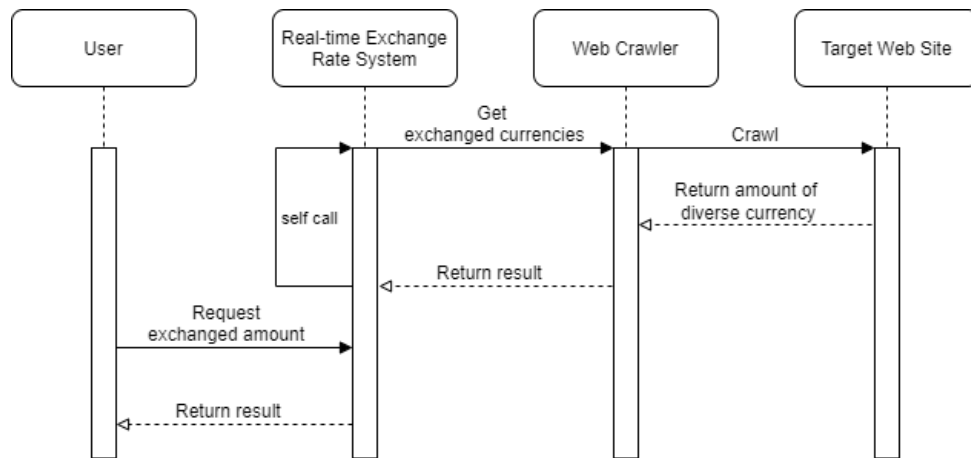 User
Real-time Exchange
Rate System
Web Crawler
Target Web Site
Get
exchanged currencies
Crawl
Return amount of
diverse currency
self call
Return result
Request
exchanged amount
Return result